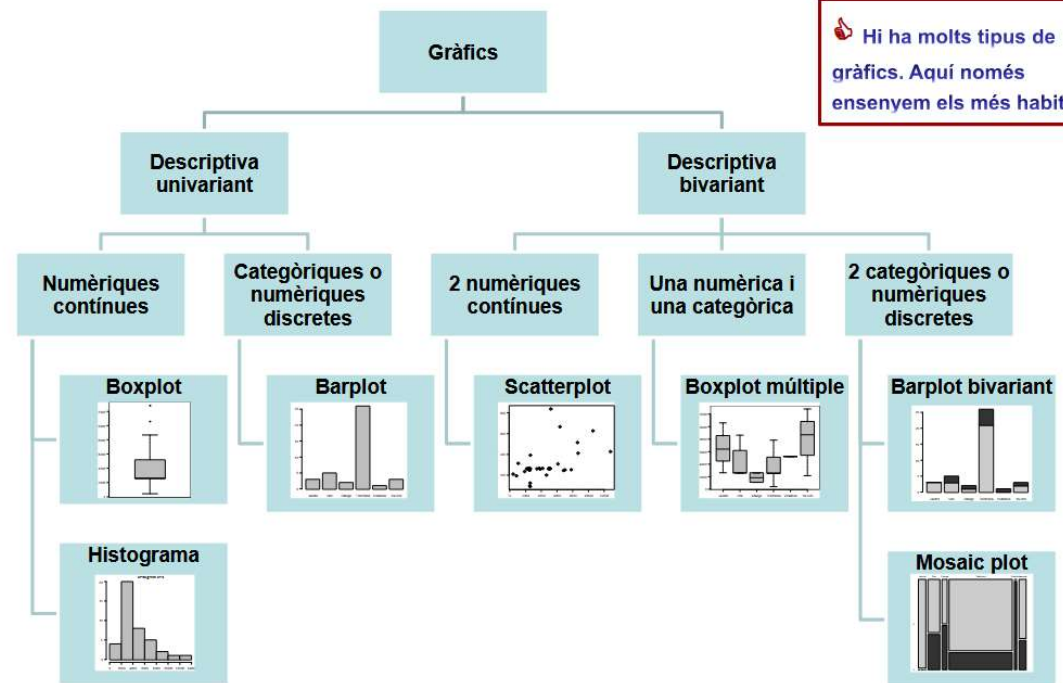 Gràfics
Hi ha molts tipus de
gràfics. Aquí només
ensenyem els més
Descriptiva
univariant
Descriptiva
bivariant
Numèriques
contínues
Categòriques o
numèriques
discretes
2 numèriques
contínues
Una numèrica i
una categòrica
2 categòriques o
numèriques
discretes
Boxplot
Barplot
Scatterplot
Boxplot múltiple
Barplot bivariant
Histograma
Mosaic plot